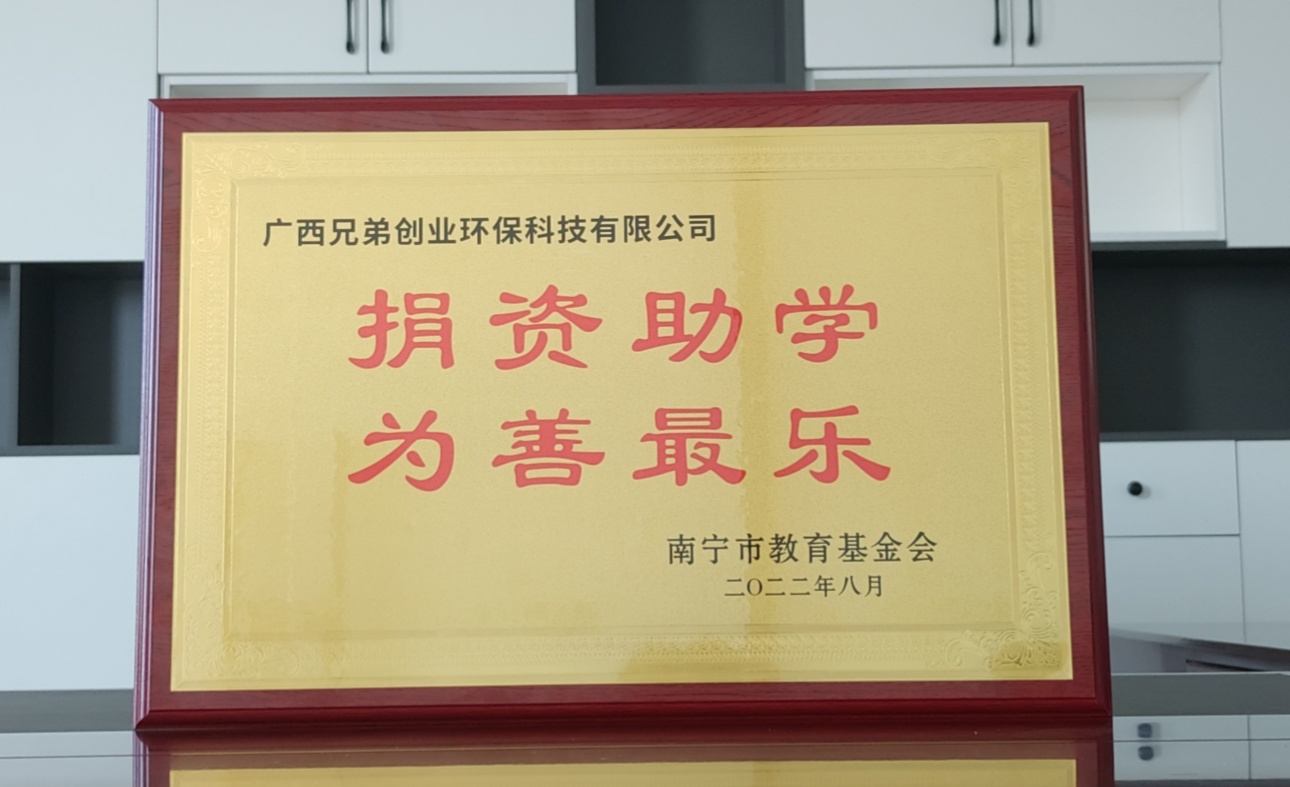 广西兄弟创业环保科技有限公司
捐资助学
为善最乐
南宁市教育基金会
二〇二二年八月